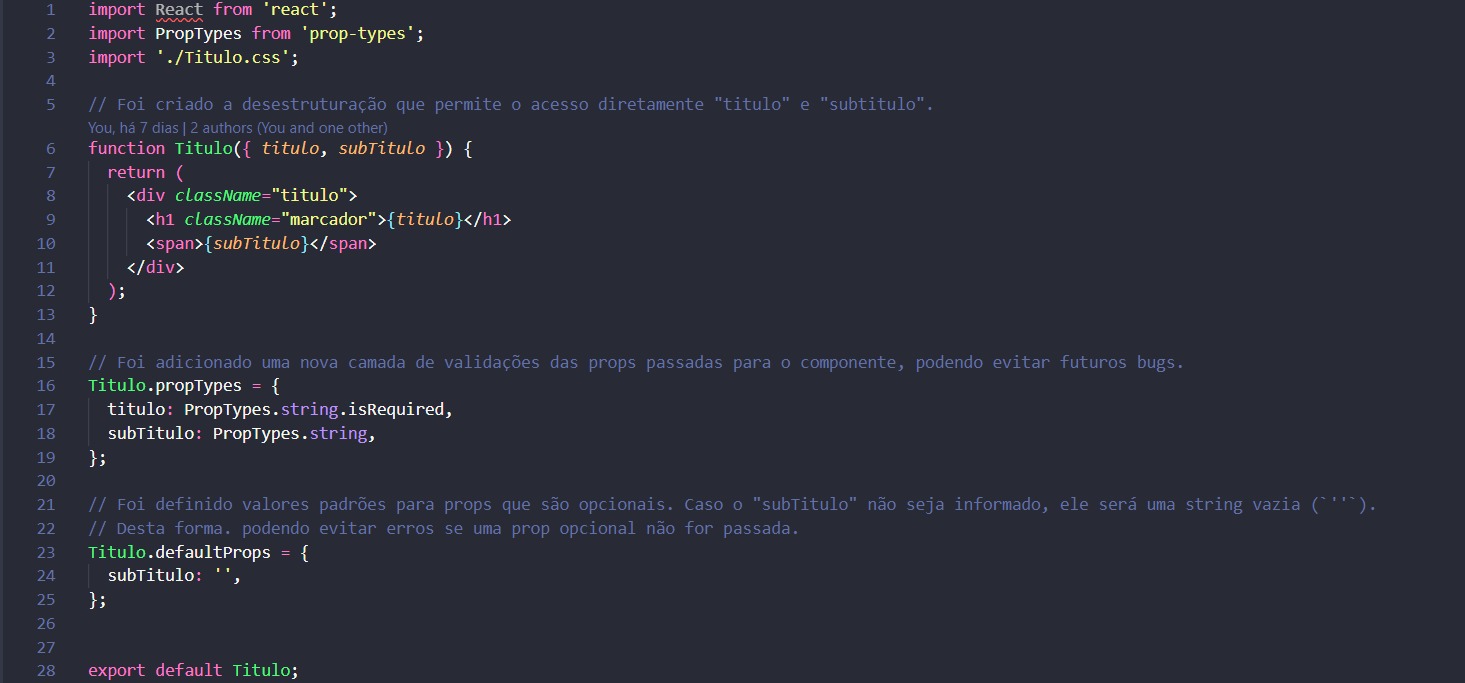 1 import React from 'react';
2 import PropTypes from 'prop-types';
3 import './Titulo.css';
4
5 // Foi criado a desestruturação que permite o acesso diretamente "titulo" e "subtitulo".
You, há 7 dias | 2 authors (You and one other)
6 function Titulo({ titulo, subTitulo }) {
7   return (
8     <div className="titulo">
9       <h1 className="marcador">{titulo}</h1>
10       <span>{subTitulo}</span>
11     </div>
12   );
13 }
14
15 // Foi adicionado uma nova camada de validações das props passadas para o componente, podendo evitar futuros bugs.
16 Titulo.propTypes = {
17   titulo: PropTypes.string.isRequired,
18   subTitulo: PropTypes.string,
19 };
20
21 // Foi definido valores padrões para props que são opcionais. Caso o "subTitulo" não seja informado, ele será uma string vazia (`''`).
22 // Desta forma. podendo evitar erros se uma prop opcional não for passada.
23 Titulo.defaultProps = {
24   subTitulo: '',
25 };
26
27
28 export default Titulo;